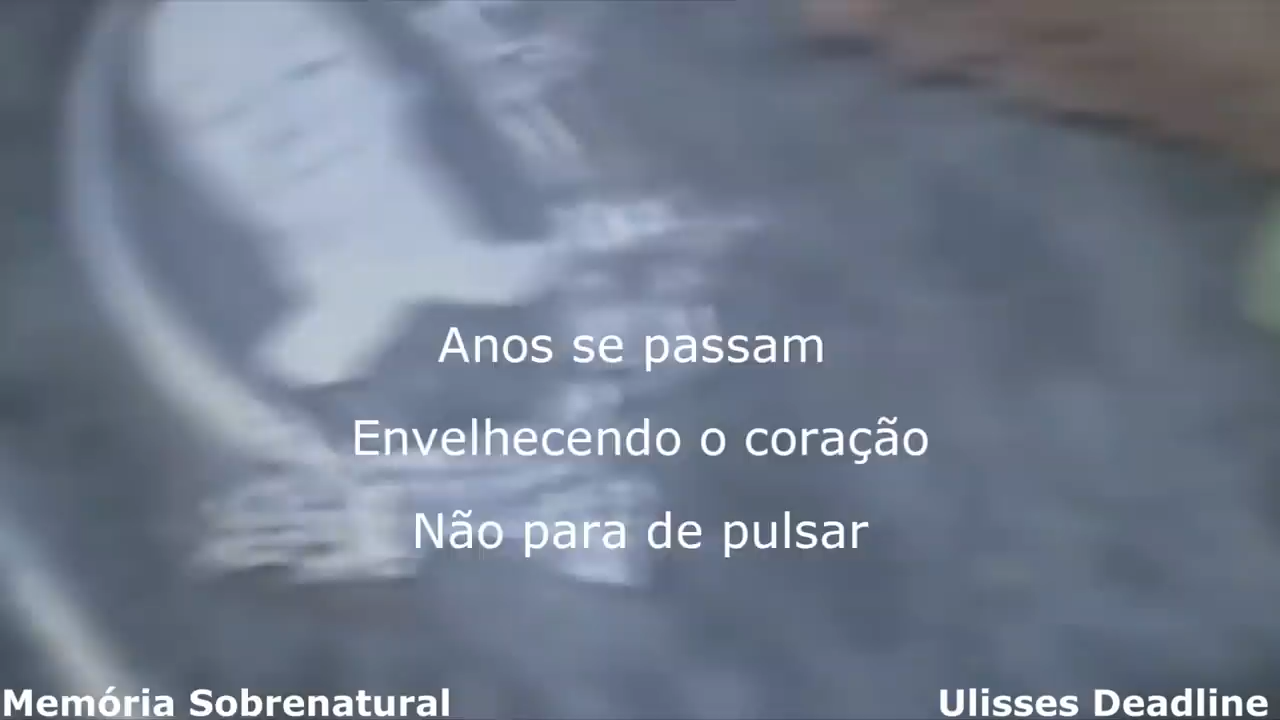 Anos se passam
Envelhecendo o coração
Não para de pulsar
Memória Sobrenatural
Ulisses Deadline